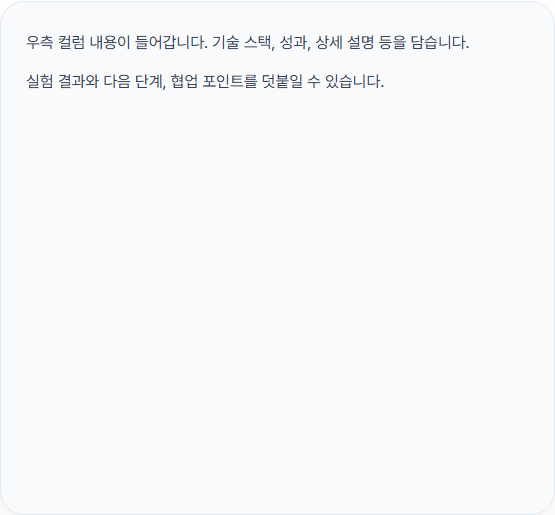 우측 컬럼 내용이 들어갑니다. 기술 스택, 성과, 상세 설명 등을 담습니다.
실험 결과와 다음 단계, 협업 포인트를 덧붙일 수 있습니다.